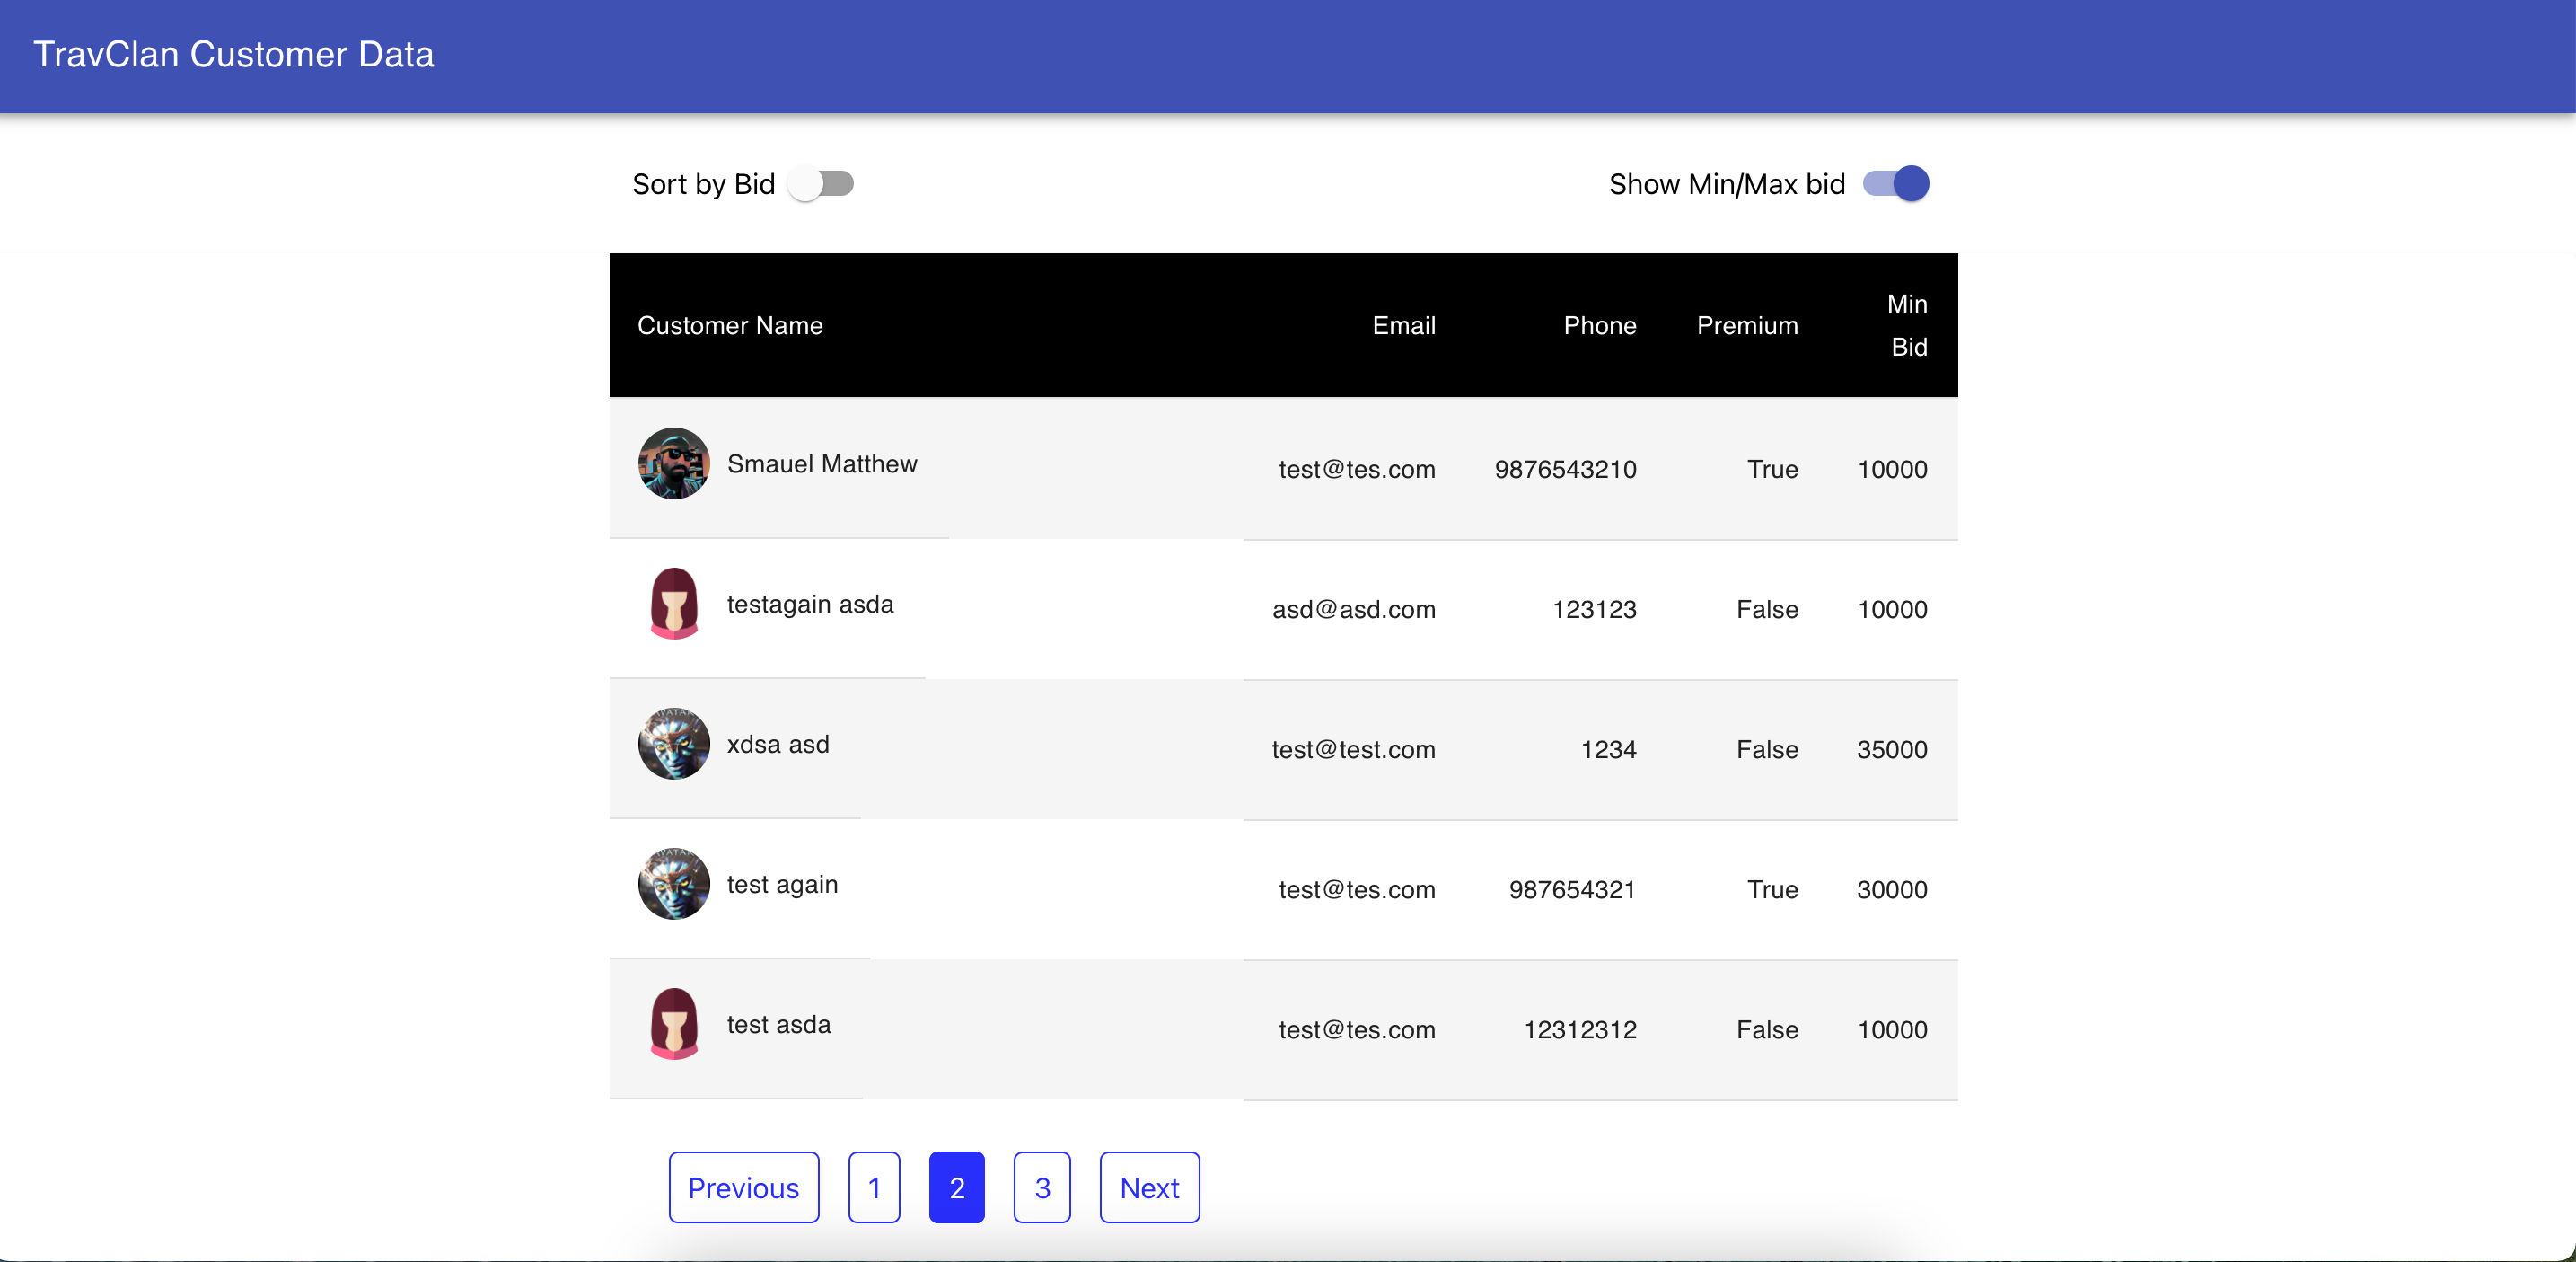 TravClan Customer Data
Sort by Bid Show Min/Max bid
Customer Name Email Phone Premium Min Bid
Smauel Matthew test@tes.com 9876543210 True 10000
testagain asda asd@asd.com 123123 False 10000
xdsa asd test@test.com 1234 False 35000
test again test@tes.com 987654321 True 30000
test asda test@tes.com 12312312 False 10000
Previous 1 2 3 Next